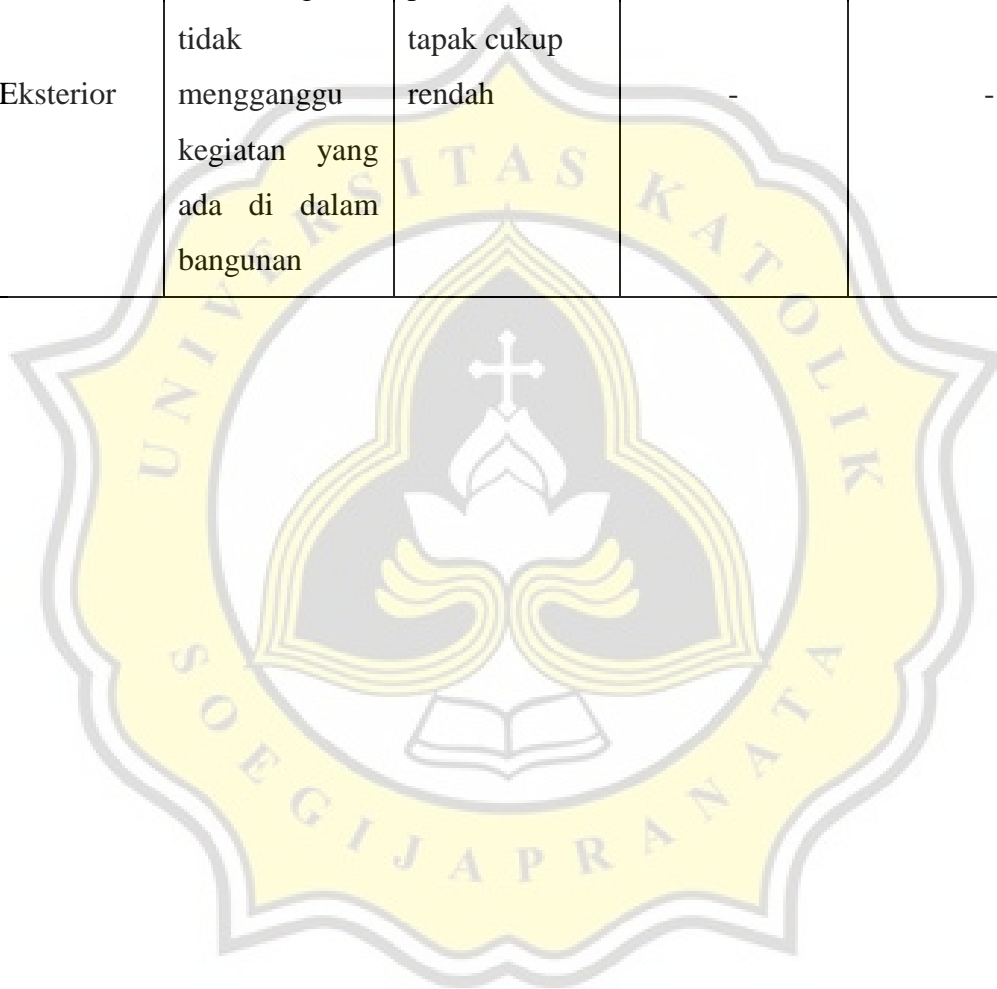 tidak
tapak cukup
Eksterior
mengganggu
rendah
-
-
kegiatan yang
ada di dalam
bangunan
UNIVERSITAS KATOLIK
SOEGIJAPRANATA